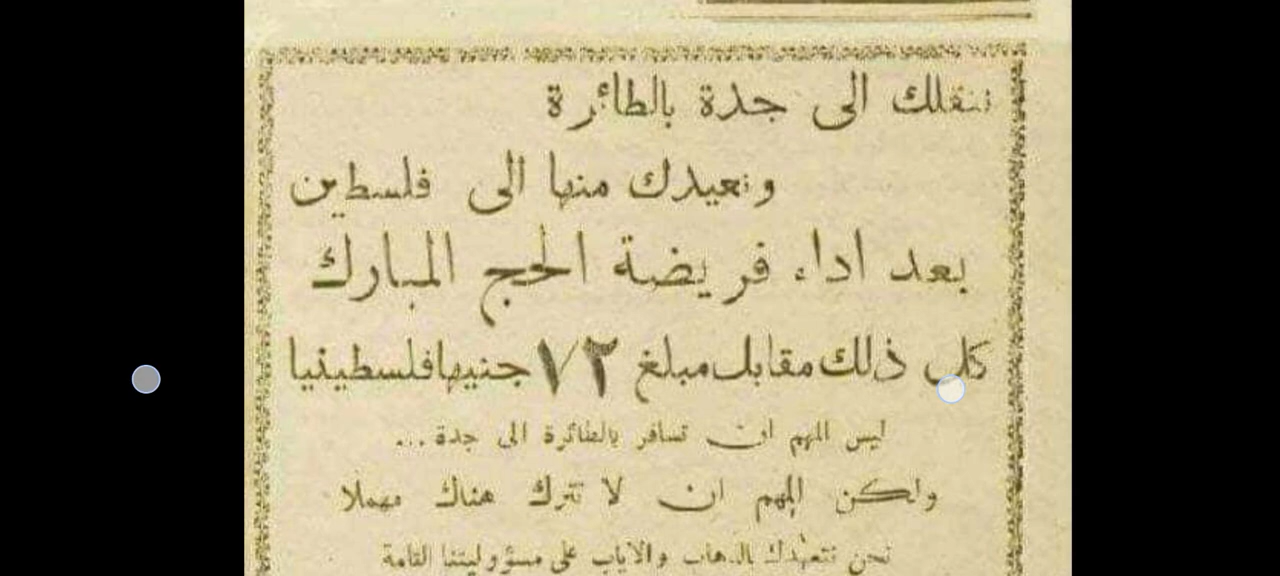 ننقلك الى جدة بالطائرة
ونعيدك منها الى فلسطين
بعد اداء فريضة الحج المبارك
كل ذلك مقابل مبلغ ٧٢ جنيها فلسطينيا
ليس المهم ان تسافر بالطائرة الى جدة ...
ولكن المهم ان لا تترك هناك مهملا
نحن نتعهدك بالذهاب والاياب على مسؤوليتنا التامة